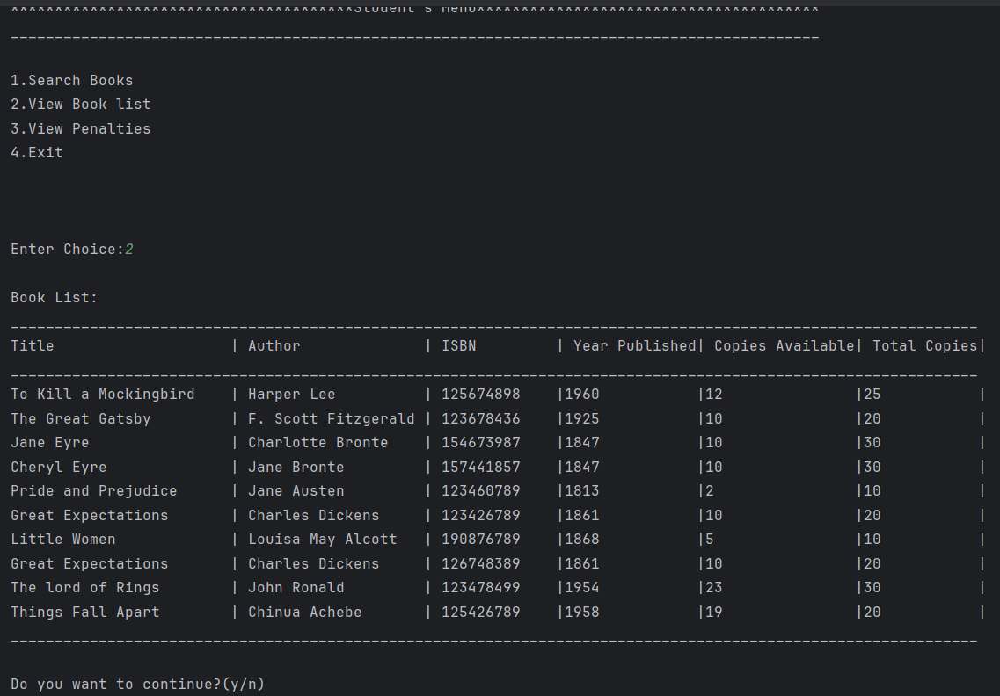 Student's Menu
1.Search Books
2.View Book list
3.View Penalties
4.Exit
Enter Choice:2
Book List:
Title | Author | ISBN | Year Published| Copies Available| Total Copies|
To Kill a Mockingbird | Harper Lee | 125674898 |1960 |12 |25 |
The Great Gatsby | F. Scott Fitzgerald | 123678436 |1925 |10 |20 |
Jane Eyre | Charlotte Bronte | 154673987 |1847 |10 |30 |
Cheryl Eyre | Jane Bronte | 157441857 |1847 |10 |30 |
Pride and Prejudice | Jane Austen | 123460789 |1813 |2 |10 |
Great Expectations | Charles Dickens | 123426789 |1861 |10 |20 |
Little Women | Louisa May Alcott | 190876789 |1868 |5 |10 |
Great Expectations | Charles Dickens | 126748389 |1861 |10 |20 |
The lord of Rings | John Ronald | 123478499 |1954 |23 |30 |
Things Fall Apart | Chinua Achebe | 125426789 |1958 |19 |20 |
Do you want to continue?(y/n)